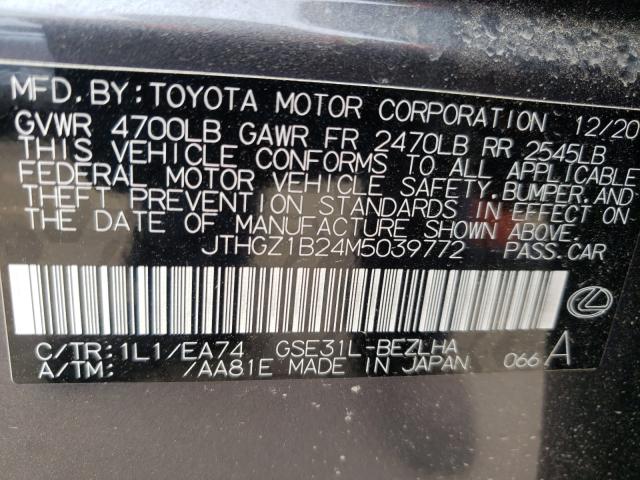 MFD. BY: TOYOTA MOTOR CORPORATION 12/20
GVWR 4700LB GAWR FR 2470LB RR 2545LB
THIS VEHICLE CONFORMS TO ALL APPLICABLE
FEDERAL MOTOR VEHICLE SAFETY, BUMPER, AND
THEFT PREVENTION STANDARDS IN EFFECT ON
THE DATE OF MANUFACTURE SHOWN ABOVE.
JTHGZ1B24M5039772 PASS.CAR
C/TR: 1L1/EA74 GSE31L-BEZLHA
A/TM: /AA81E MADE IN JAPAN 066 A